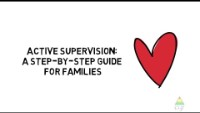 ACTIVE SUPERVISION:
A STEP-BY-STEP GUIDE
FOR FAMILIES